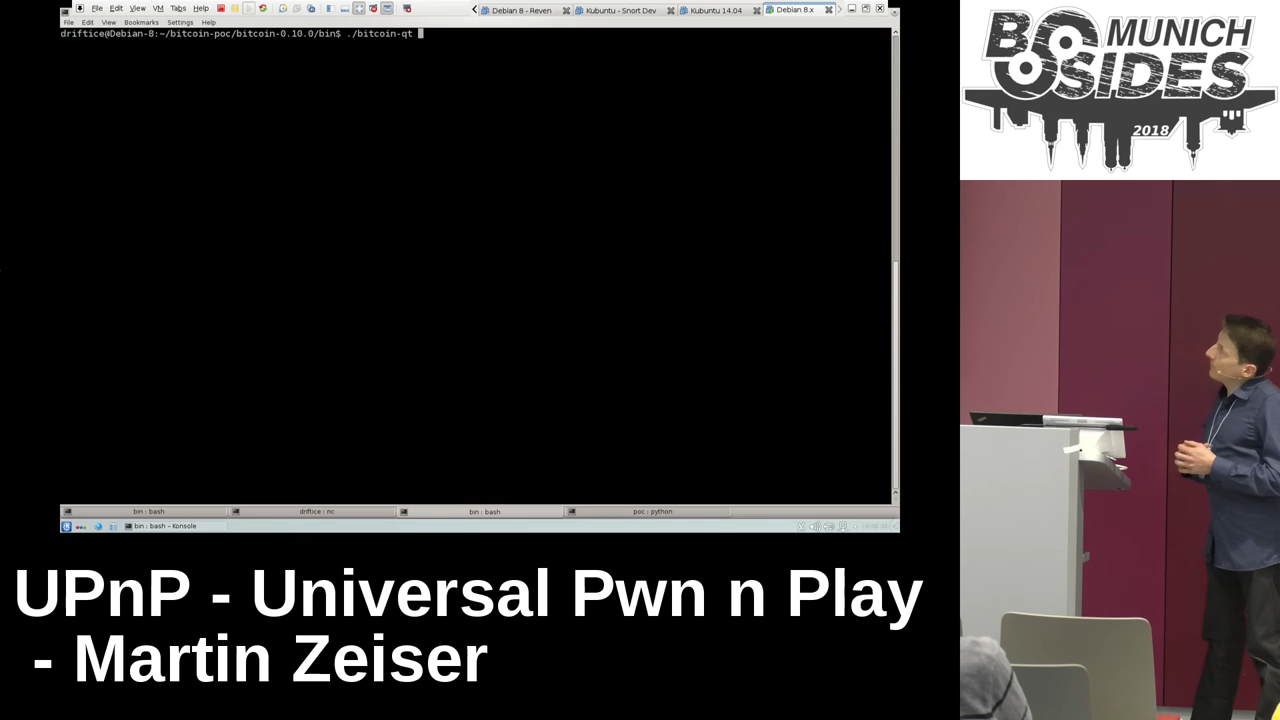 File Edit View VM Tabs Help
Debian 8 - Reven
Kubuntu - Snort Dev
Kubuntu 14.04
Debian 8.x
File Edit View Bookmarks Settings Help
driftice@Debian-8:~/bitcoin-poc/bitcoin-0.10.0/bin$ ./bitcoin-qt
bin : bash
driftice : nc
bin : bash
poc : python
bin : bash - Konsole
BSIDES MUNICH
2018
UPnP - Universal Pwn n Play
- Martin Zeiser